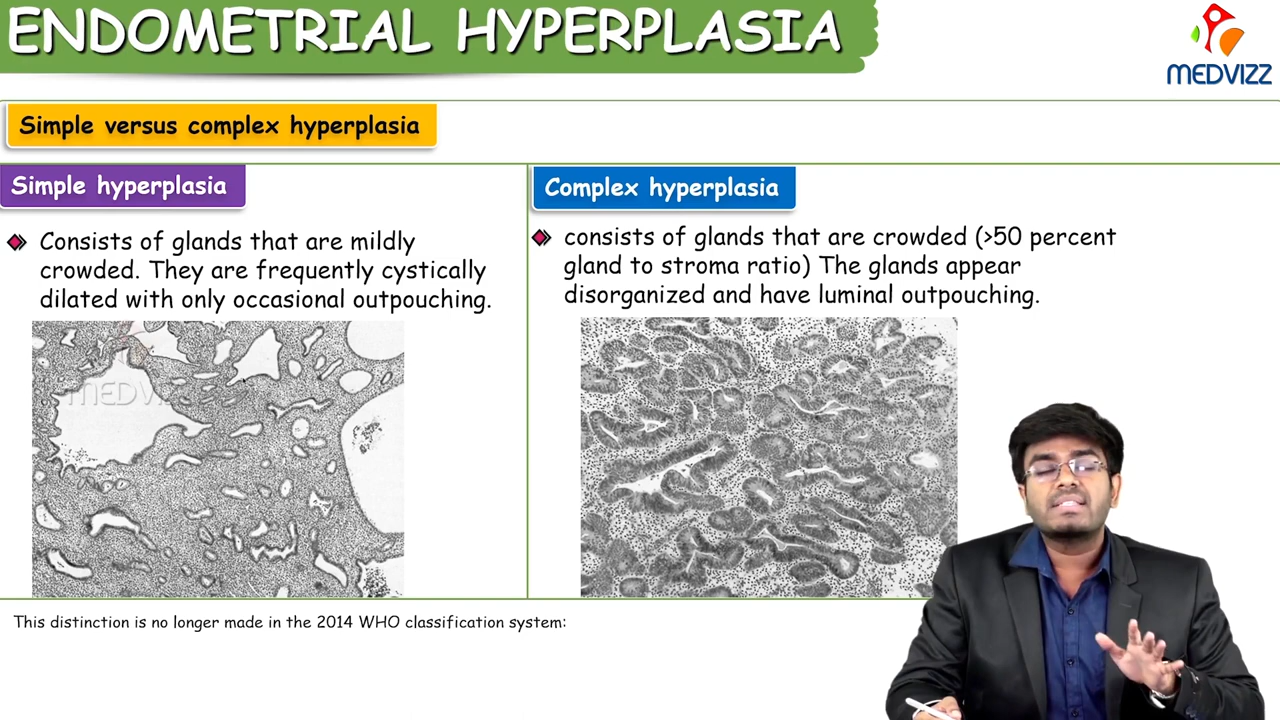 ENDOMETRIAL HYPERPLASIA
MEDVIZZ
Simple versus complex hyperplasia
Simple hyperplasia
Consists of glands that are mildly
crowded. They are frequently cystically
dilated with only occasional outpouching.
Complex hyperplasia
consists of glands that are crowded (>50 percent
gland to stroma ratio) The glands appear
disorganized and have luminal outpouching.
This distinction is no longer made in the 2014 WHO classification system: